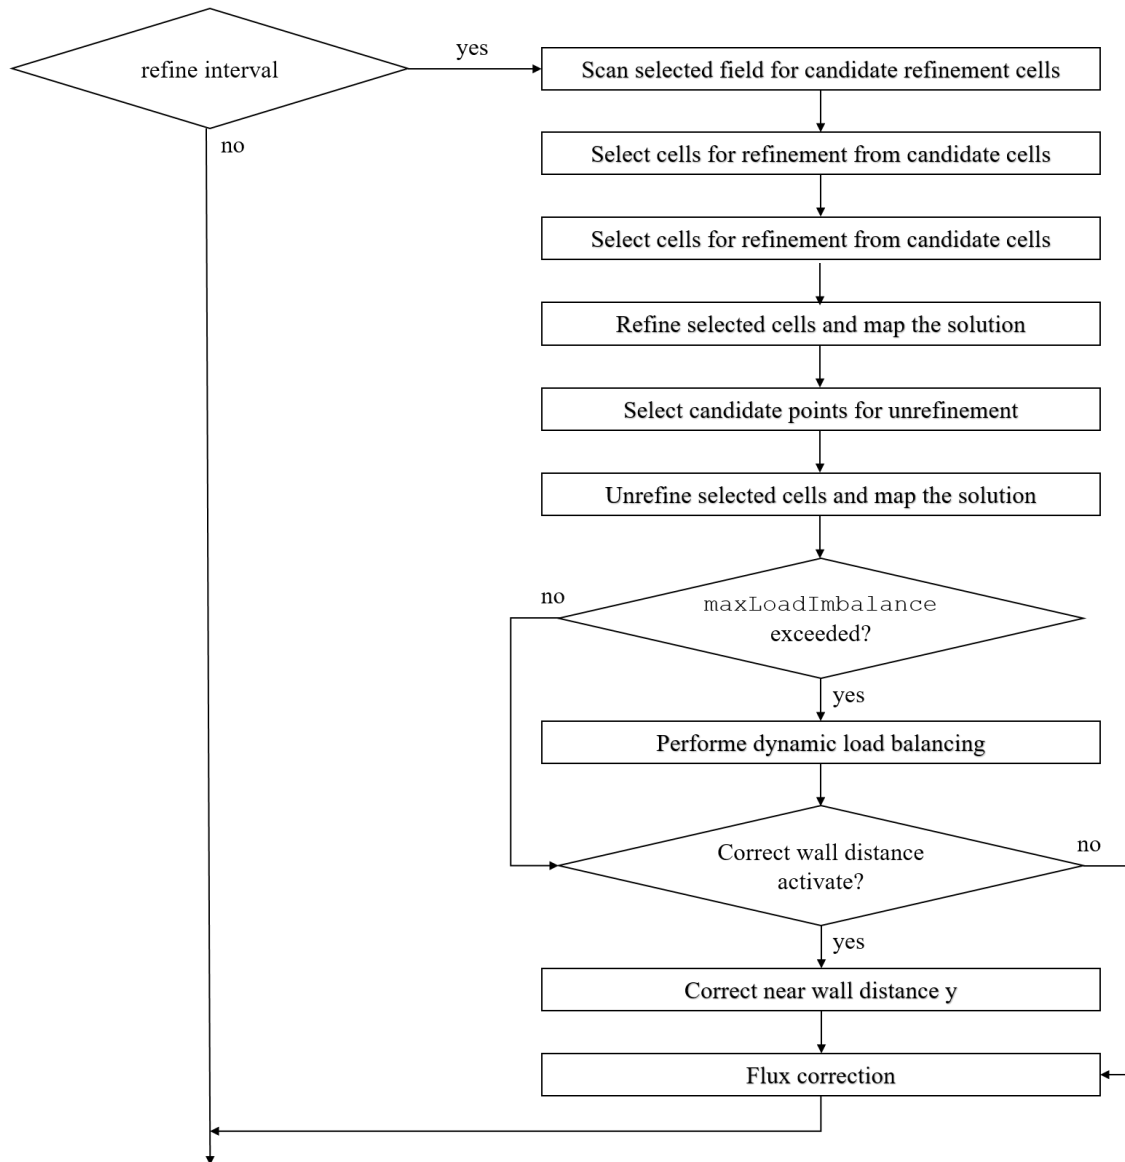 refine interval
yes
no
Scan selected field for candidate refinement cells
Select cells for refinement from candidate cells
Select cells for refinement from candidate cells
Refine selected cells and map the solution
Select candidate points for unrefinement
Unrefine selected cells and map the solution
no
maxLoadImbalance
exceeded?
yes
Performe dynamic load balancing
Correct wall distance
activate?
no
yes
Correct near wall distance y
Flux correction